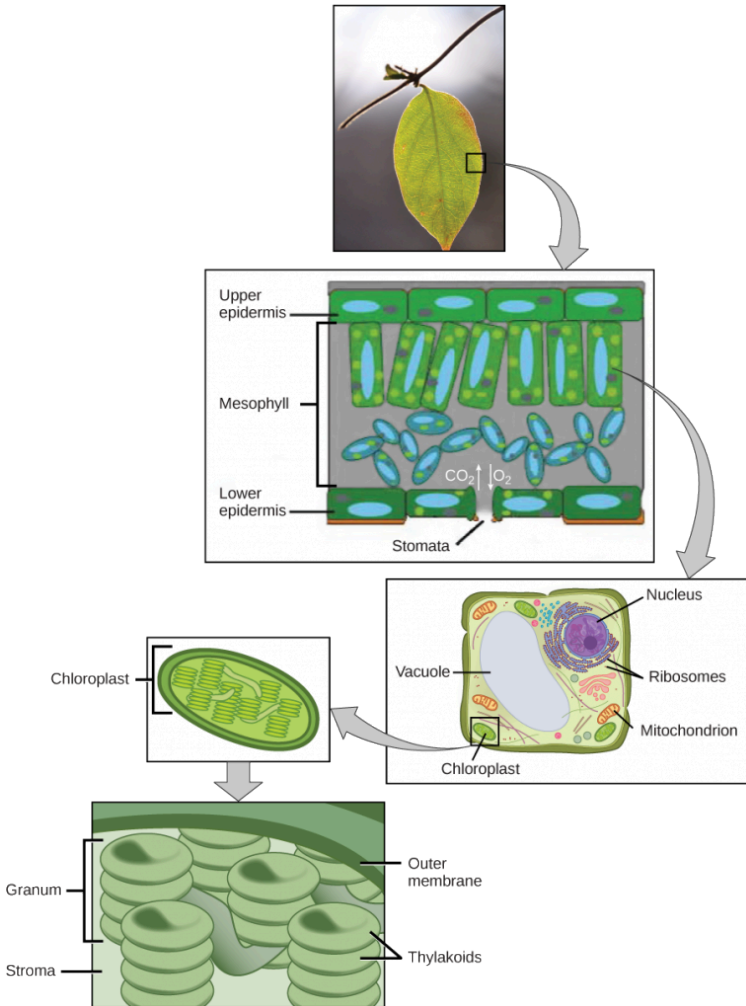 Upper
epidermis
Mesophyll
CO₂ O₂
Lower
epidermis
Stomata
Nucleus
Vacuole
Ribosomes
Mitochondrion
Chloroplast
Chloroplast
Outer
membrane
Granum
Thylakoids
Stroma